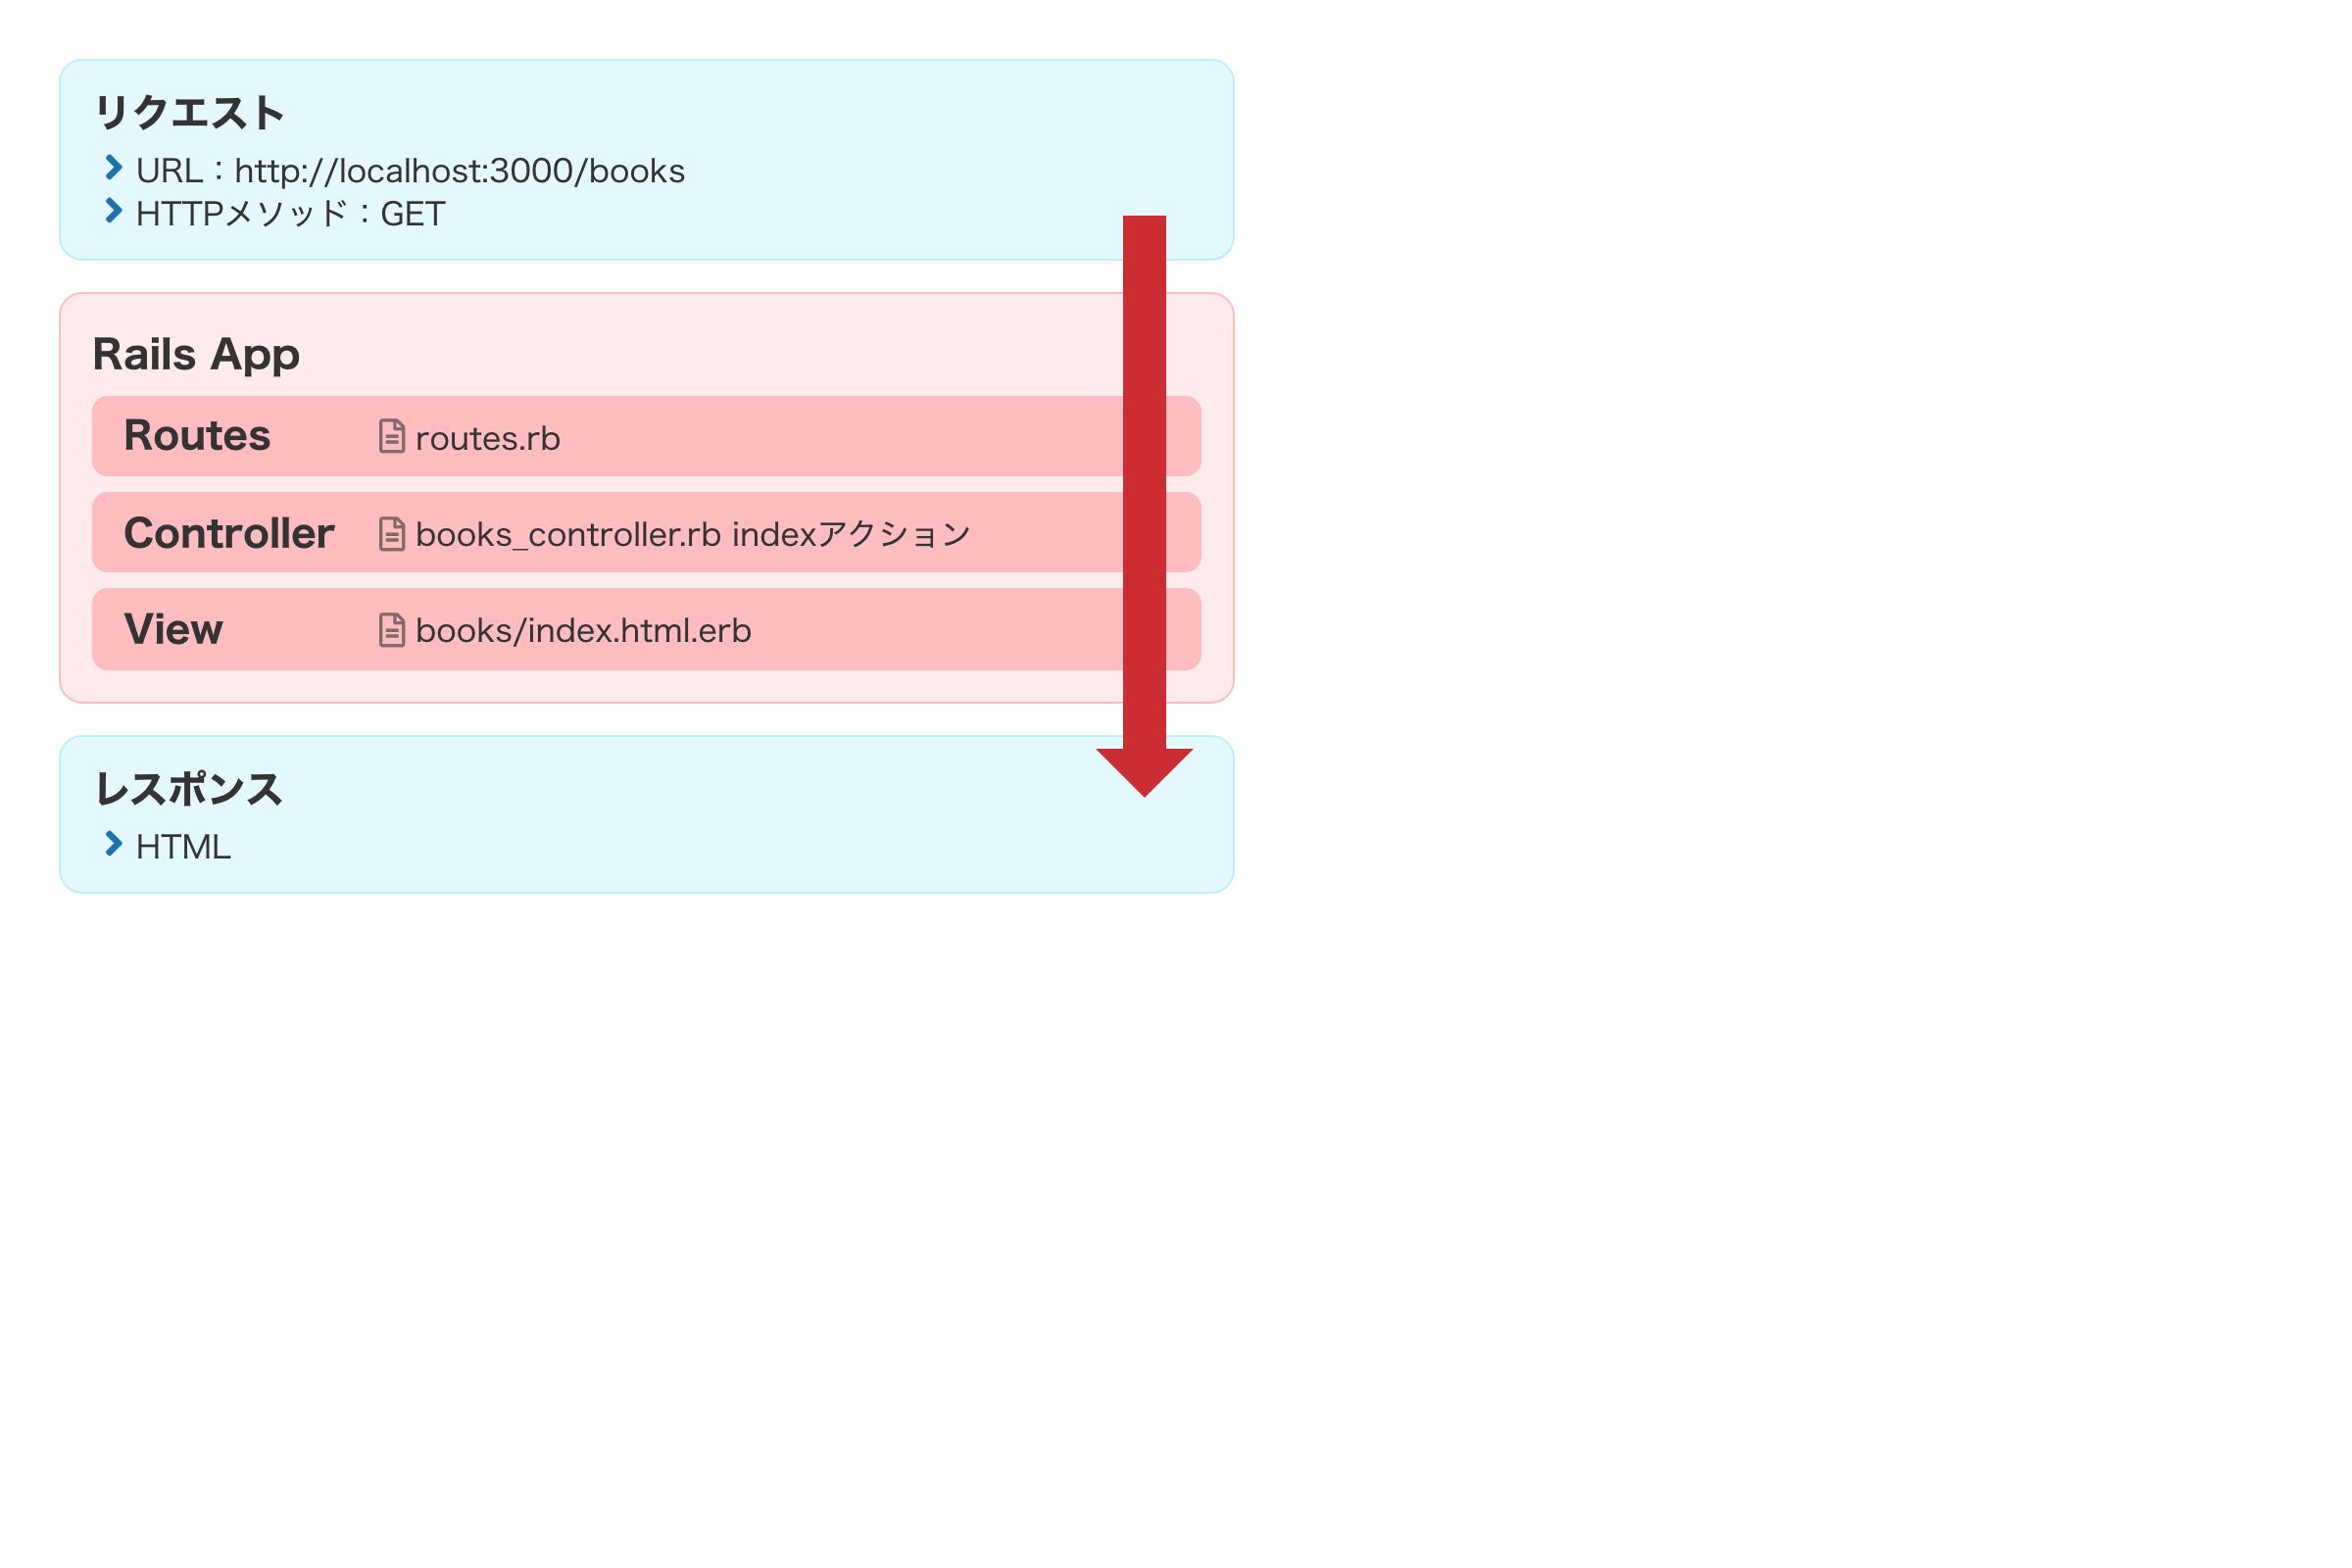 リクエスト
URL：http://localhost:3000/books
HTTPメソッド：GET
Rails App
Routes routes.rb
Controller books_controller.rb indexアクション
View books/index.html.erb
レスポンス
HTML